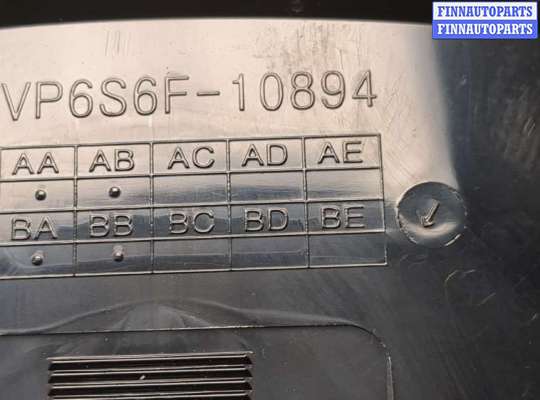 FINNAUTOPARTS
FINNAUTOPARTS
VP6S6F-10894
AA AB AC AD AE
BA BB BC BD BE